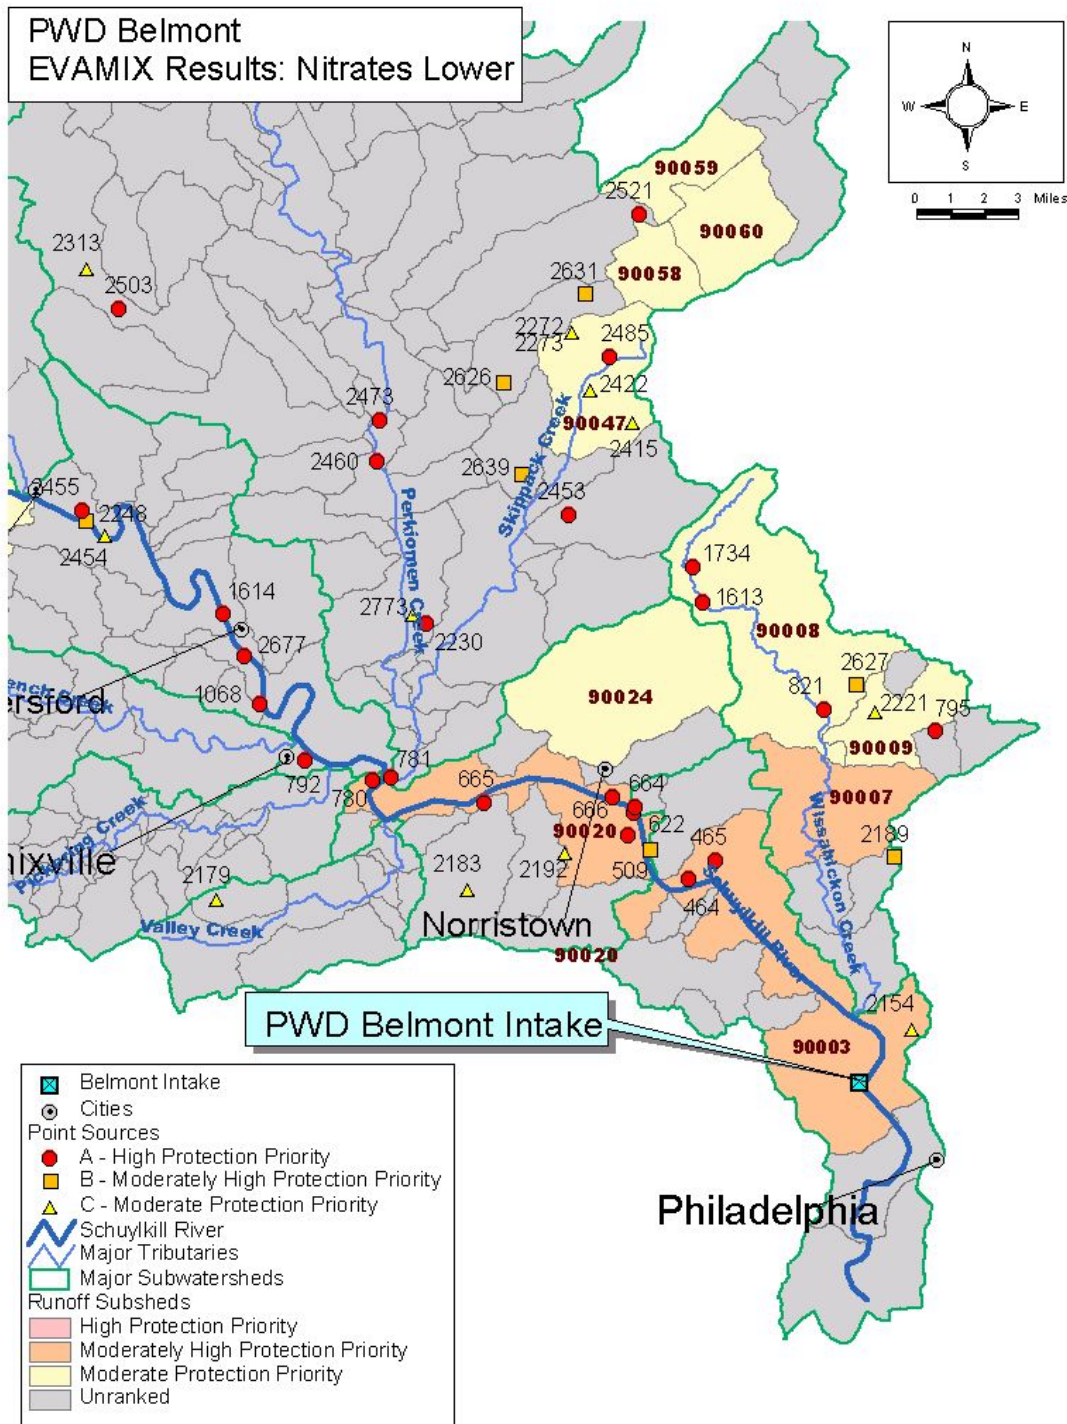 PWD Belmont
EVAMIX Results: Nitrates Lower
N
W
E
S
0 1 2 3 Miles
90059
2521
90060
90058
2313
2503
2631
2272
2273
2485
2626
2422
2473
90047
2415
2460
2639
2453
Skippack Creek
Perkiomen Creek
2455
2248
2454
1734
1613
1614
2773
2230
90008
2677
2627
90024
821
2221
795
1068
ench Creek
ersford
90009
781
792
780
665
664
666
90007
622
90020
465
2189
Pickering Creek
nixville
2183
2192
509
464
2179
Wissahickon Creek
Schuylkill River
Valley Creek
Norristown
90020
2154
PWD Belmont Intake
90003
Philadelphia
Belmont Intake
Cities
Point Sources
A - High Protection Priority
B - Moderately High Protection Priority
C - Moderate Protection Priority
Schuylkill River
Major Tributaries
Major Subwatersheds
Runoff Subsheds
High Protection Priority
Moderately High Protection Priority
Moderate Protection Priority
Unranked